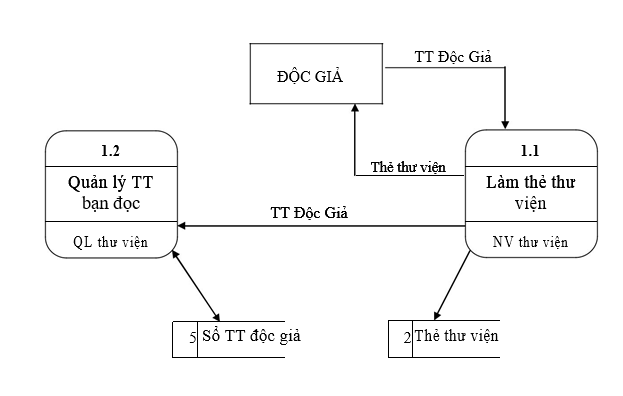 TT Độc Giả
ĐỘC GIẢ
1.2
1.1
Thẻ thư viện
Quản lý TT
bạn đọc
Làm thẻ thư
viện
TT Độc Giả
QL thư viện
NV thư viện
5 Sổ TT độc giả
2 Thẻ thư viện